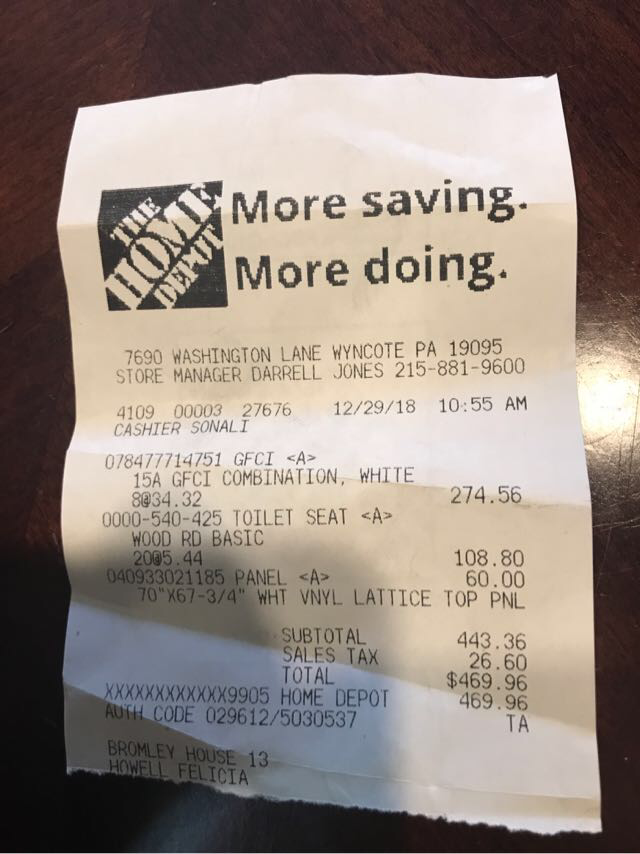 THE HOME DEPOT
More saving.
More doing.
7690 WASHINGTON LANE WYNCOTE PA 19095
STORE MANAGER DARRELL JONES 215-881-9600
4109 00003 27676 12/29/18 10:55 AM
CASHIER SONALI
078477714751 GFCI <A>
15A GFCI COMBINATION, WHITE
8@34.32 274.56
0000-540-425 TOILET SEAT <A>
WOOD RD BASIC
20@5.44 108.80
040933021185 PANEL <A> 60.00
70"X67-3/4" WHT VNYL LATTICE TOP PNL
SUBTOTAL 443.36
SALES TAX 26.60
TOTAL $469.96
XXXXXXXXXXXX9905 HOME DEPOT 469.96
AUTH CODE 029612/5030537 TA
BROMLEY HOUSE 13
HOWELL FELICIA